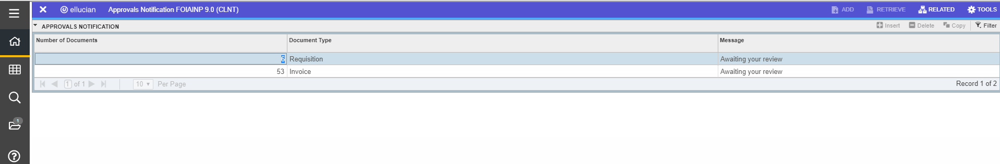 ellucian Approvals Notification FOIAINP 9.0 (CLNT) ADD RETRIEVE RELATED TOOLS
APPROVALS NOTIFICATION Insert Delete Copy Filter
Number of Documents Document Type Message
6 Requisition Awaiting your review
53 Invoice Awaiting your review
1 of 1 10 Per Page Record 1 of 2
1